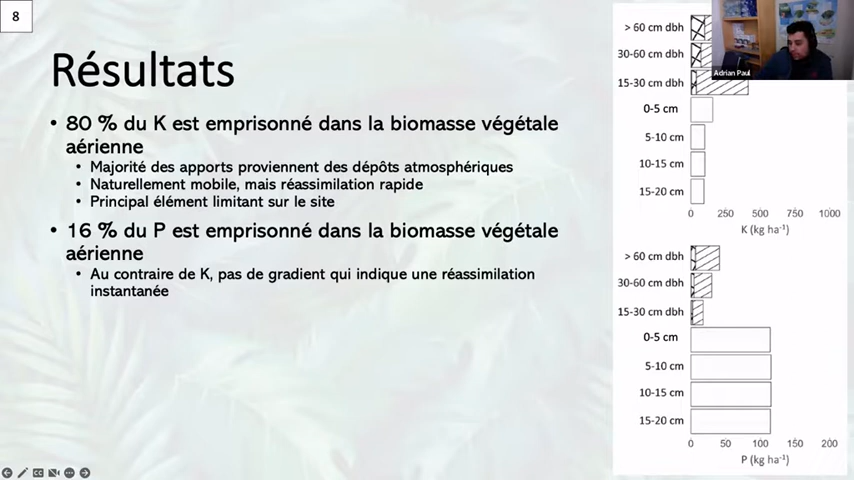 8
Résultats
• 80 % du K est emprisonné dans la biomasse végétale
aérienne
• Majorité des apports proviennent des dépôts atmosphériques
• Naturellement mobile, mais réassimilation rapide
• Principal élément limitant sur le site
• 16 % du P est emprisonné dans la biomasse végétale
aérienne
• Au contraire de K, pas de gradient qui indique une réassimilation
instantanée
> 60 cm dbh
30-60 cm dbh
15-30 cm dbh
0-5 cm
5-10 cm
10-15 cm
15-20 cm
0 250 500 750 1000
K (kg ha⁻¹)
> 60 cm dbh
30-60 cm dbh
15-30 cm dbh
0-5 cm
5-10 cm
10-15 cm
15-20 cm
0 50 100 150 200
P (kg ha⁻¹)
Adrian Paul
CC